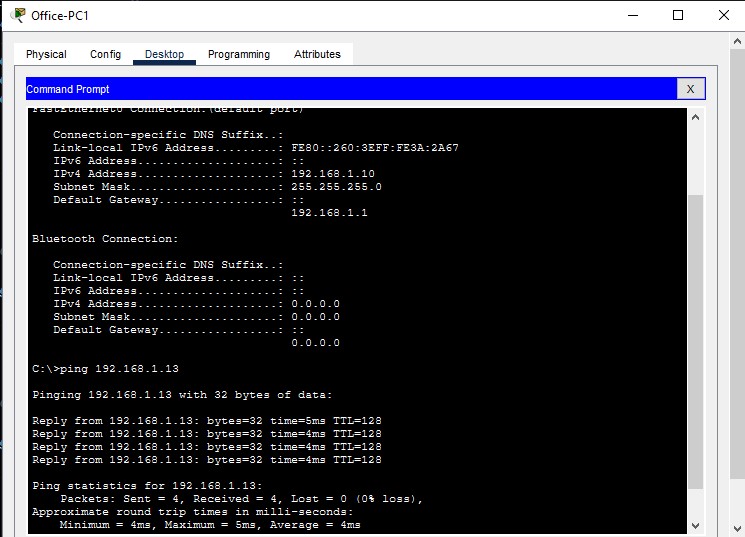 Office-PC1
Physical Config Desktop Programming Attributes
Command Prompt X
FastEthernet0 Connection:(default port)
Connection-specific DNS Suffix..:
Link-local IPv6 Address.........: FE80::260:3EFF:FE3A:2A67
IPv6 Address....................: ::
IPv4 Address....................: 192.168.1.10
Subnet Mask.....................: 255.255.255.0
Default Gateway.................: ::
192.168.1.1
Bluetooth Connection:
Connection-specific DNS Suffix..:
Link-local IPv6 Address.........: ::
IPv6 Address....................: ::
IPv4 Address....................: 0.0.0.0
Subnet Mask.....................: 0.0.0.0
Default Gateway.................: ::
0.0.0.0
C:\>ping 192.168.1.13
Pinging 192.168.1.13 with 32 bytes of data:
Reply from 192.168.1.13: bytes=32 time=5ms TTL=128
Reply from 192.168.1.13: bytes=32 time=4ms TTL=128
Reply from 192.168.1.13: bytes=32 time=4ms TTL=128
Reply from 192.168.1.13: bytes=32 time=4ms TTL=128
Ping statistics for 192.168.1.13:
Packets: Sent = 4, Received = 4, Lost = 0 (0% loss),
Approximate round trip times in milli-seconds:
Minimum = 4ms, Maximum = 5ms, Average = 4ms